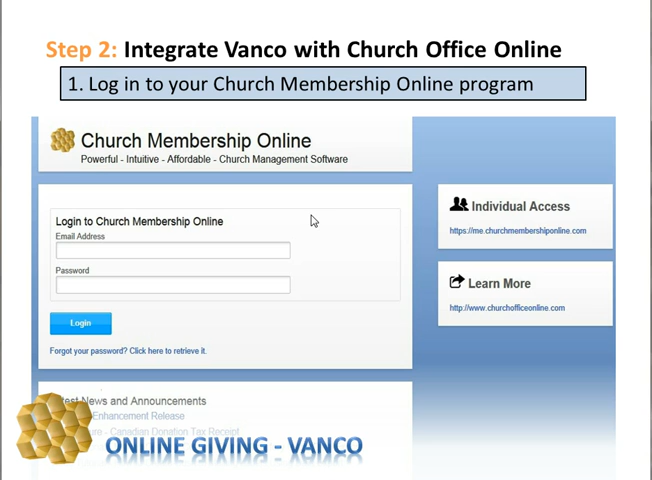 Step 2: Integrate Vanco with Church Office Online
1. Log in to your Church Membership Online program
Church Membership Online
Powerful - Intuitive - Affordable - Church Management Software
Login to Church Membership Online
Email Address
Password
Login
Forgot your password? Click here to retrieve it.
Individual Access
https://me.churchmembershiponline.com
Learn More
http://www.churchofficeonline.com
News and Announcements
Enhancement Release
- Canadian Donation Tax Receipt
ONLINE GIVING - VANCO